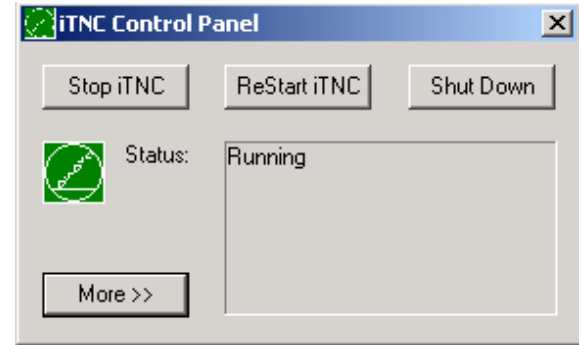 iTNC Control Panel
Stop iTNC ReStart iTNC Shut Down
Status: Running
More >>